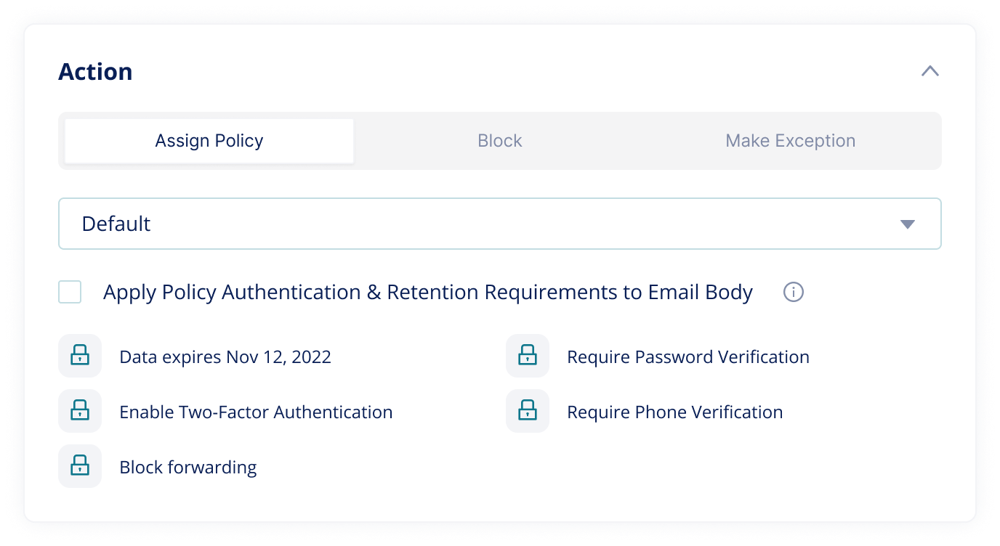 Action
Assign Policy Block Make Exception
Default
Apply Policy Authentication & Retention Requirements to Email Body
Data expires Nov 12, 2022 Require Password Verification
Enable Two-Factor Authentication Require Phone Verification
Block forwarding